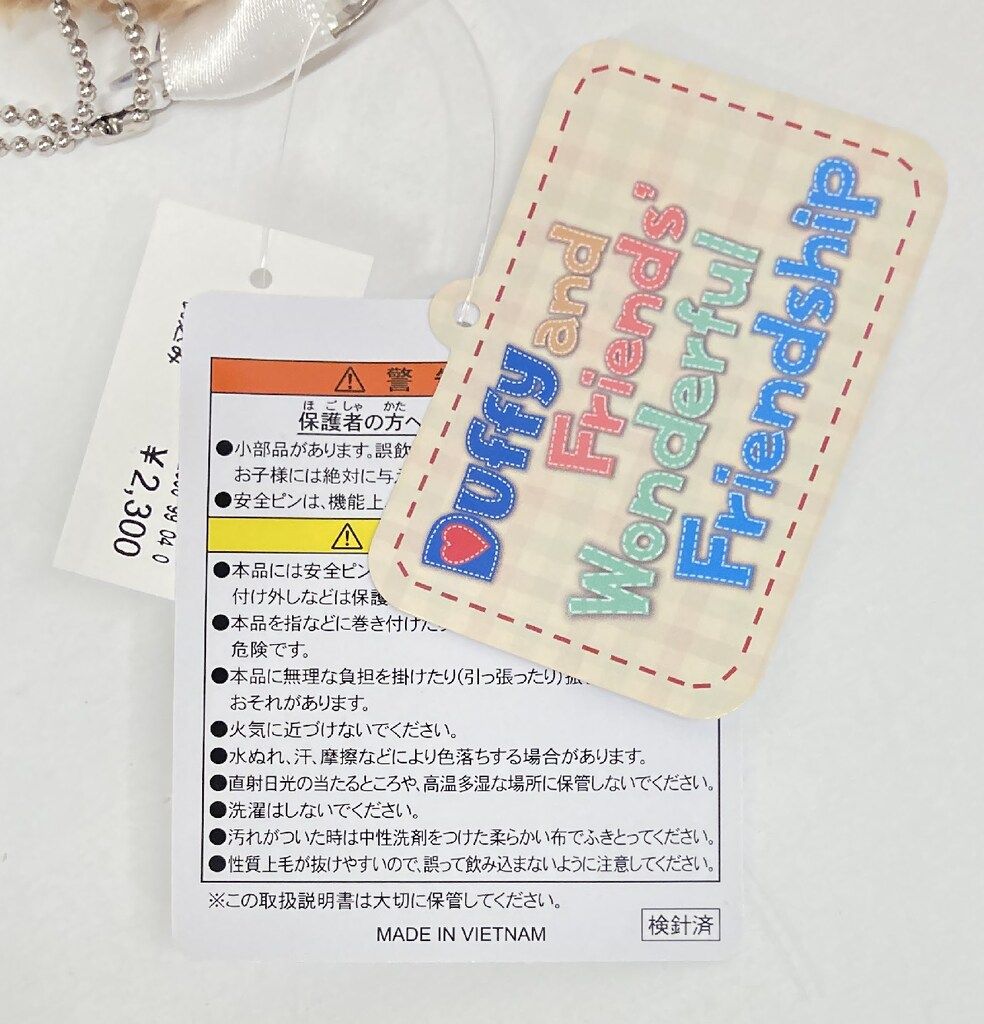 Duffy and
Friends'
Wonderful
Friendship
¥2,300
99 04 0
警
ほごしゃ かた
保護者の方へ
●小部品があります。誤飲
お子様には絶対に与
●安全ピンは、機能上
●本品には安全ピン
付け外しなどは保護
●本品を指などに巻き付けた
危険です。
●本品に無理な負担を掛けたり(引っ張ったり)
おそれがあります。
●火気に近づけないでください。
●水ぬれ、汗、摩擦などにより色落ちする場合があります。
●直射日光の当たるところや、高温多湿な場所に保管しないでください。
●洗濯はしないでください。
●汚れがついた時は中性洗剤をつけた柔らかい布でふきとってください。
●性質上毛が抜けやすいので、誤って飲み込まないように注意してください。
※この取扱説明書は大切に保管してください。
MADE IN VIETNAM
検針済